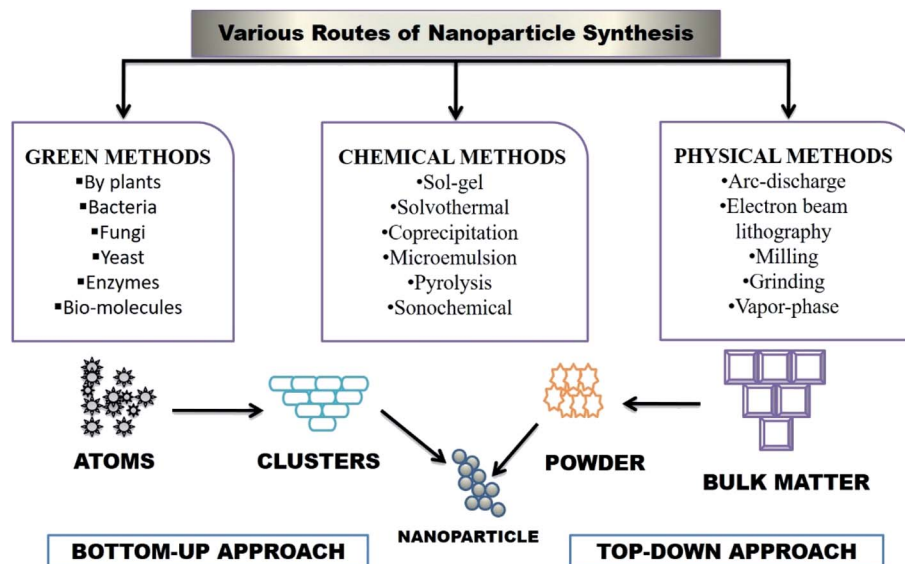 Various Routes of Nanoparticle Synthesis
GREEN METHODS
▪By plants
▪Bacteria
▪Fungi
▪Yeast
▪Enzymes
▪Bio-molecules
CHEMICAL METHODS
•Sol-gel
•Solvothermal
•Coprecipitation
•Microemulsion
•Pyrolysis
•Sonochemical
PHYSICAL METHODS
•Arc-discharge
•Electron beam
lithography
•Milling
•Grinding
•Vapor-phase
ATOMS
CLUSTERS
POWDER
BULK MATTER
NANOPARTICLE
BOTTOM-UP APPROACH
TOP-DOWN APPROACH